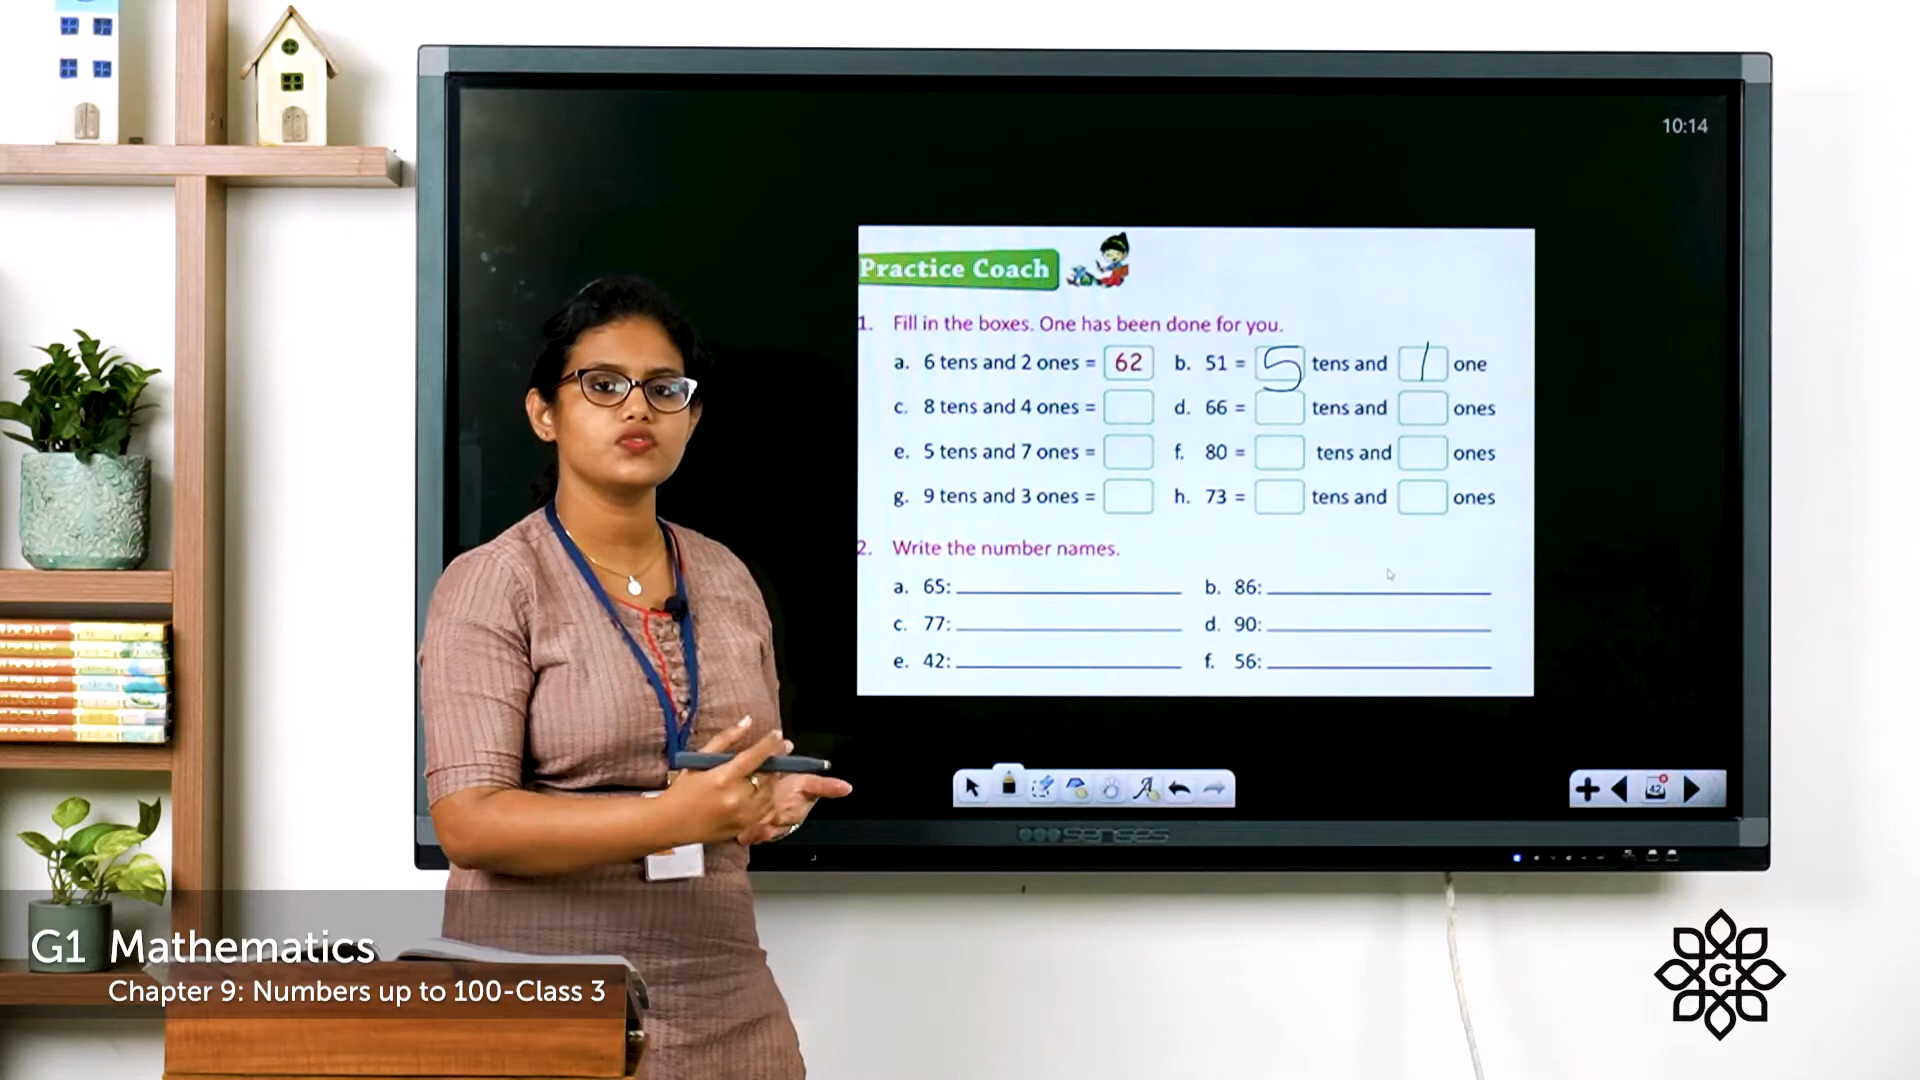 10:14
Practice Coach
1. Fill in the boxes. One has been done for you.
a. 6 tens and 2 ones = 62 b. 51 = 5 tens and 1 one
c. 8 tens and 4 ones = d. 66 = tens and ones
e. 5 tens and 7 ones = f. 80 = tens and ones
g. 9 tens and 3 ones = h. 73 = tens and ones
2. Write the number names.
a. 65: b. 86:
c. 77: d. 90:
e. 42: f. 56:
42
senses
G1 Mathematics
Chapter 9: Numbers up to 100-Class 3
G